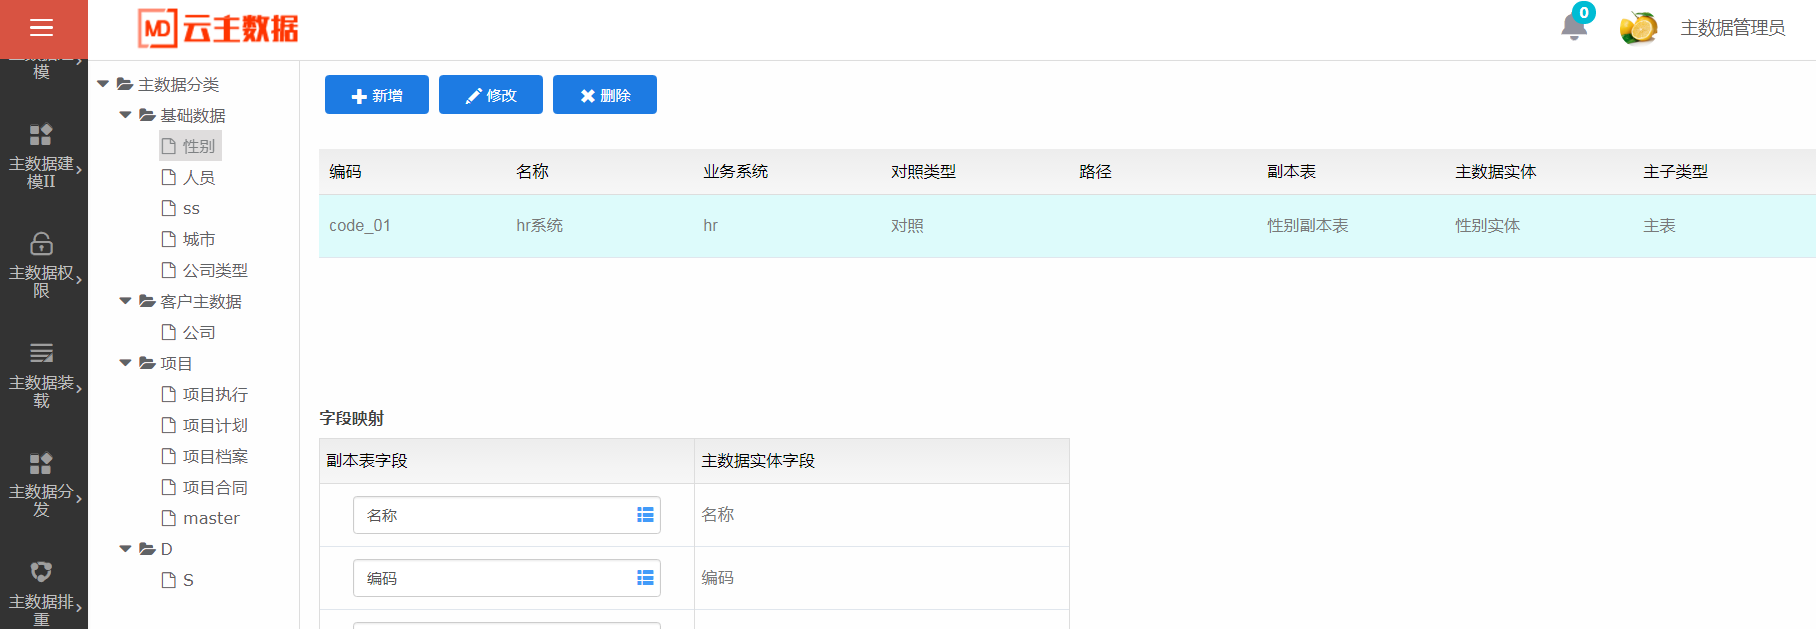 MD 云主数据
0
主数据管理员
模
主数据建
模II
主数据权
限
主数据装
载
主数据分
发
主数据排
重
主数据分类
基础数据
性别
人员
ss
城市
公司类型
客户主数据
公司
项目
项目执行
项目计划
项目档案
项目合同
master
D
S
新增 修改 删除
编码 名称 业务系统 对照类型 路径 副本表 主数据实体 主子类型
code_01 hr系统 hr 对照 性别副本表 性别实体 主表
字段映射
副本表字段 主数据实体字段
名称 名称
编码 编码